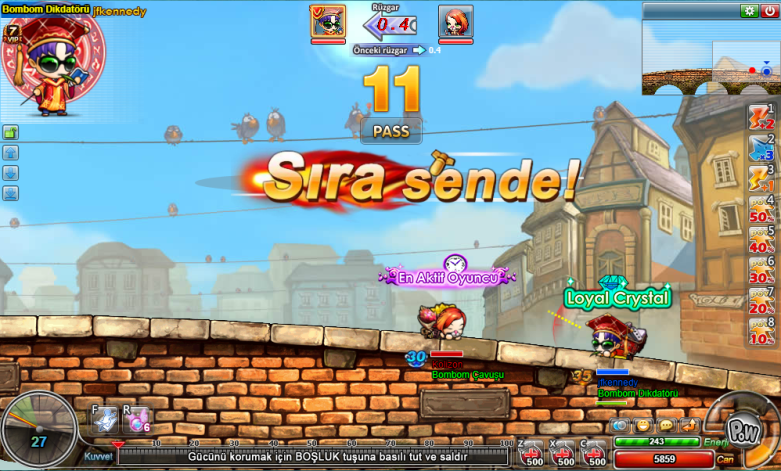 Bombom Dikdatörü jfkennedy
7
VIP
Rüzgar
0.4
Önceki rüzgar 0.4
11
PASS
Sıra sende!
1
+2
2
+3
3
+1
4
50%
5
40%
6
30%
7
20%
8
10%
En Aktif Oyuncu
Loyal Crystal
30
Bombom Çavuşu
jfkennedy
Bombom Dikdatörü
F
R
6
27
10 20 30 40 50 60 70 80 90 100
Kuvvet
Gücünü korumak için BOŞLUK tuşuna basılı tut ve saldır
Z
500
X
500
C
500
243
Enerji
5859
Can
POW